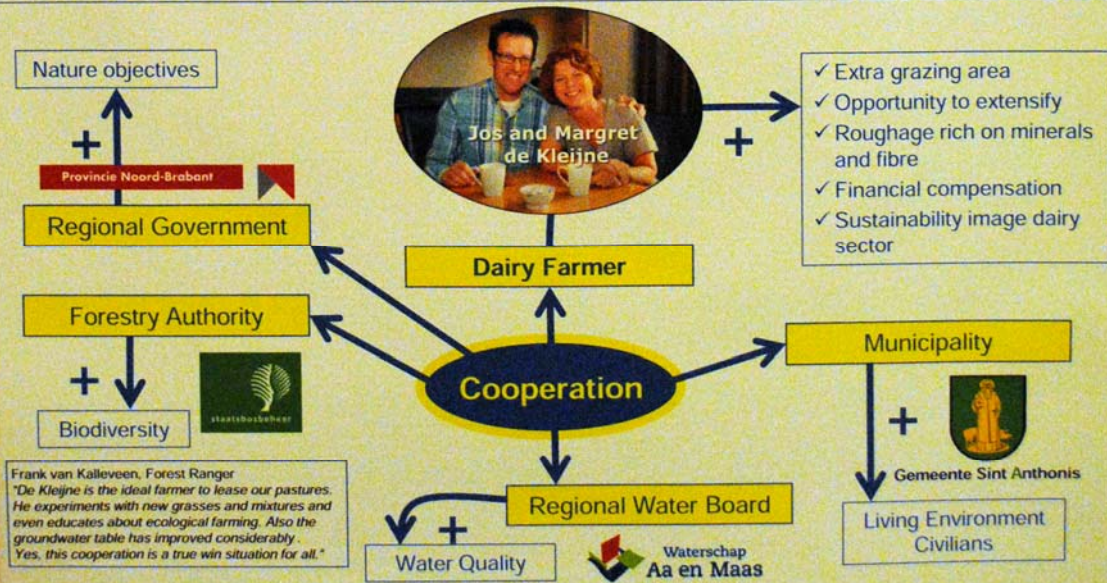 Nature objectives
+
Provincie Noord-Brabant
Regional Government
Jos and Margret
de Kleijne
Dairy Farmer
+
✓ Extra grazing area
✓ Opportunity to extensify
✓ Roughage rich on minerals
and fibre
✓ Financial compensation
✓ Sustainability image dairy
sector
Forestry Authority
+
staatsbosbeheer
Biodiversity
Cooperation
Municipality
+
Gemeente Sint Anthonis
Living Environment
Civilians
Frank van Kalleveen, Forest Ranger
"De Kleijne is the ideal farmer to lease our pastures.
He experiments with new grasses and mixtures and
even educates about ecological farming. Also the
groundwater table has improved considerably.
Yes, this cooperation is a true win situation for all."
Regional Water Board
+
Water Quality
Waterschap
Aa en Maas